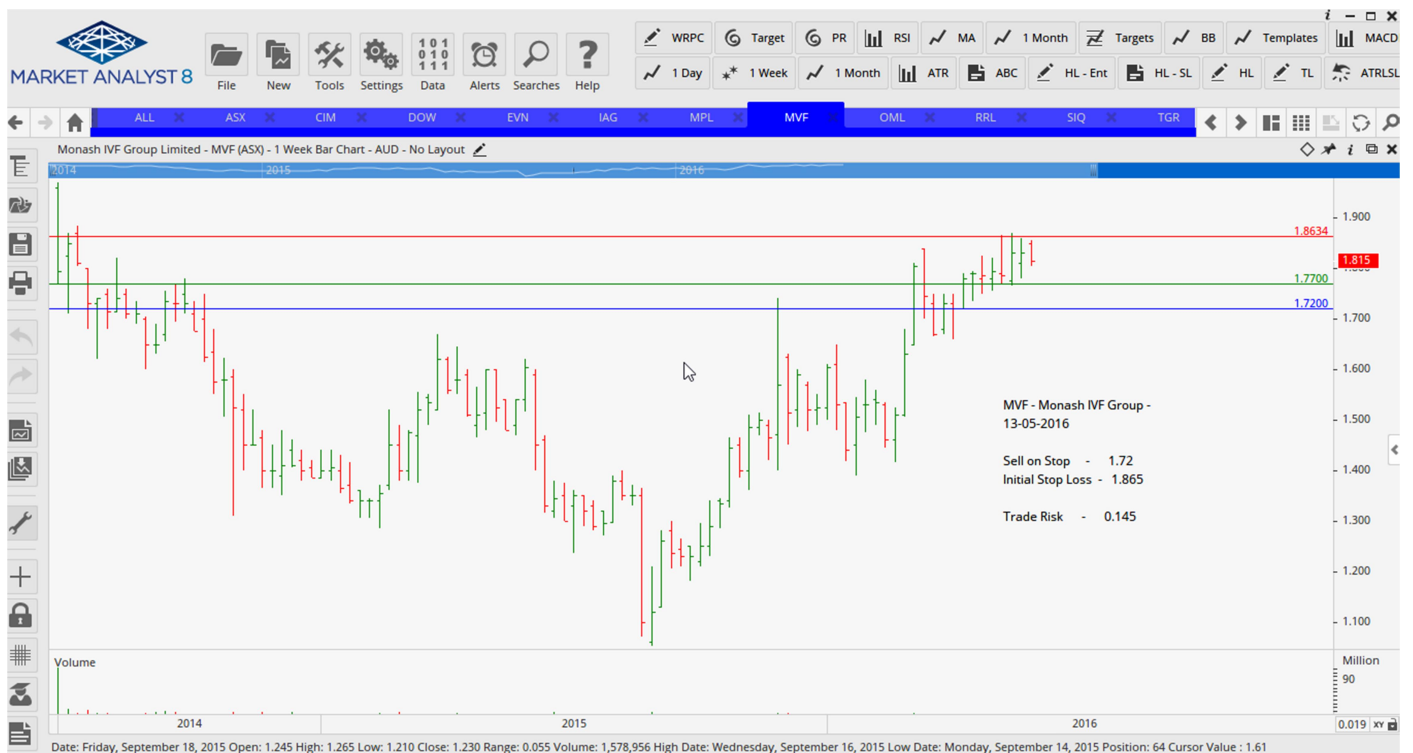 i
WRPC Target PR RSI MA 1 Month Targets BB Templates MACD
101
010
111
?
MARKET ANALYST 8
File New Tools Settings Data Alerts Searches Help
1 Day 1 Week 1 Month ATR ABC HL - Ent HL - SL HL TL ATRLSL
ALL ASX CIM DOW EVN IAG MPL MVF OML RRL SIQ TGR
Monash IVF Group Limited - MVF (ASX) - 1 Week Bar Chart - AUD - No Layout
i
2014 2015 2016
1.900
1.8634
1.815
1.7700
1.7200
1.700
1.600
1.500
1.400
1.300
1.200
1.100
MVF - Monash IVF Group -
13-05-2016
Sell on Stop - 1.72
Initial Stop Loss - 1.865
Trade Risk - 0.145
Volume
Million
90
2014 2015 2016
0.019 XY
Date: Friday, September 18, 2015 Open: 1.245 High: 1.265 Low: 1.210 Close: 1.230 Range: 0.055 Volume: 1,578,956 High Date: Wednesday, September 16, 2015 Low Date: Monday, September 14, 2015 Position: 64 Cursor Value : 1.61